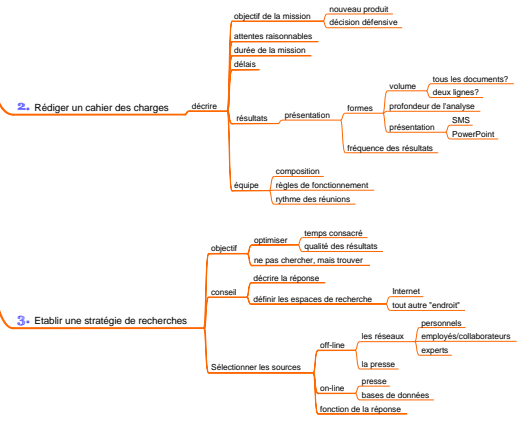 2. Rédiger un cahier des charges
décrire
objectif de la mission
nouveau produit
décision défensive
attentes raisonnables
durée de la mission
délais
résultats
présentation
formes
volume
tous les documents?
deux lignes?
profondeur de l'analyse
présentation
SMS
PowerPoint
fréquence des résultats
équipe
composition
règles de fonctionnement
rythme des réunions
3. Etablir une stratégie de recherches
objectif
optimiser
temps consacré
qualité des résultats
ne pas chercher, mais trouver
conseil
décrire la réponse
définir les espaces de recherche
Internet
tout autre "endroit"
Sélectionner les sources
off-line
les réseaux
personnels
employés/collaborateurs
experts
la presse
on-line
presse
bases de données
fonction de la réponse